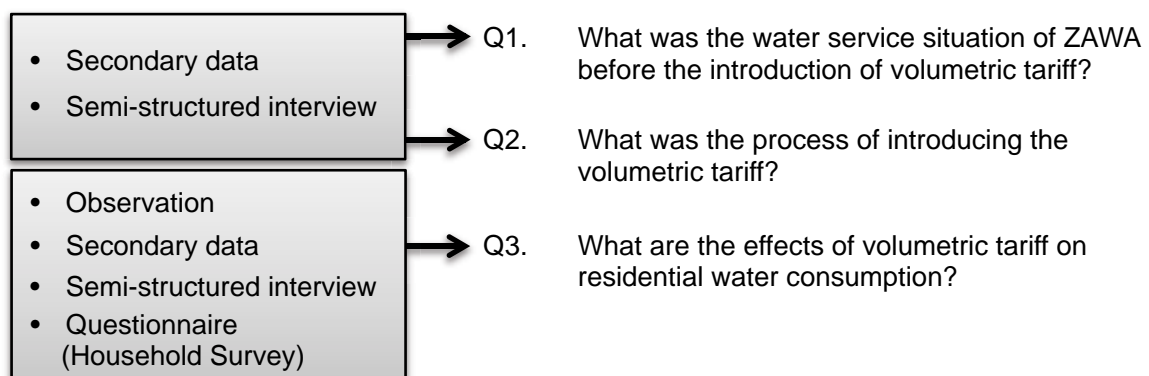 • Secondary data
• Semi-structured interview
Q1. What was the water service situation of ZAWA
before the introduction of volumetric tariff?
Q2. What was the process of introducing the
volumetric tariff?
• Observation
• Secondary data
• Semi-structured interview
• Questionnaire
(Household Survey)
Q3. What are the effects of volumetric tariff on
residential water consumption?